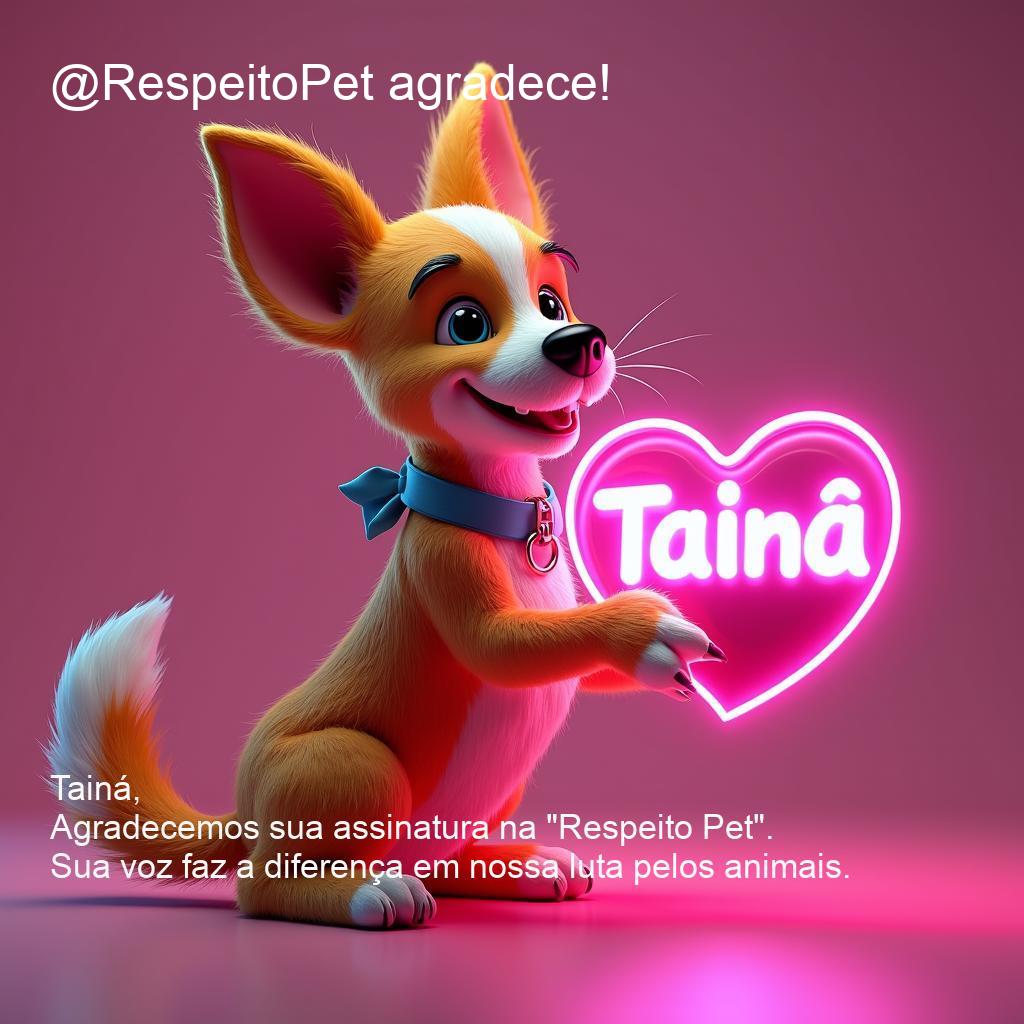 @RespeitoPet agradece!
Tainâ
Tainá,
Agradecemos sua assinatura na "Respeito Pet".
Sua voz faz a diferença em nossa luta pelos animais.